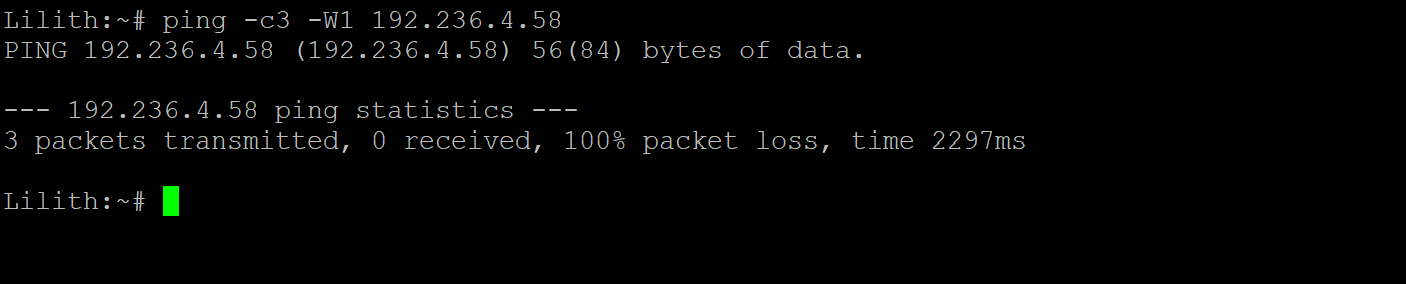 Lilith:~# ping -c3 -W1 192.236.4.58
PING 192.236.4.58 (192.236.4.58) 56(84) bytes of data.
--- 192.236.4.58 ping statistics ---
3 packets transmitted, 0 received, 100% packet loss, time 2297ms
Lilith:~#